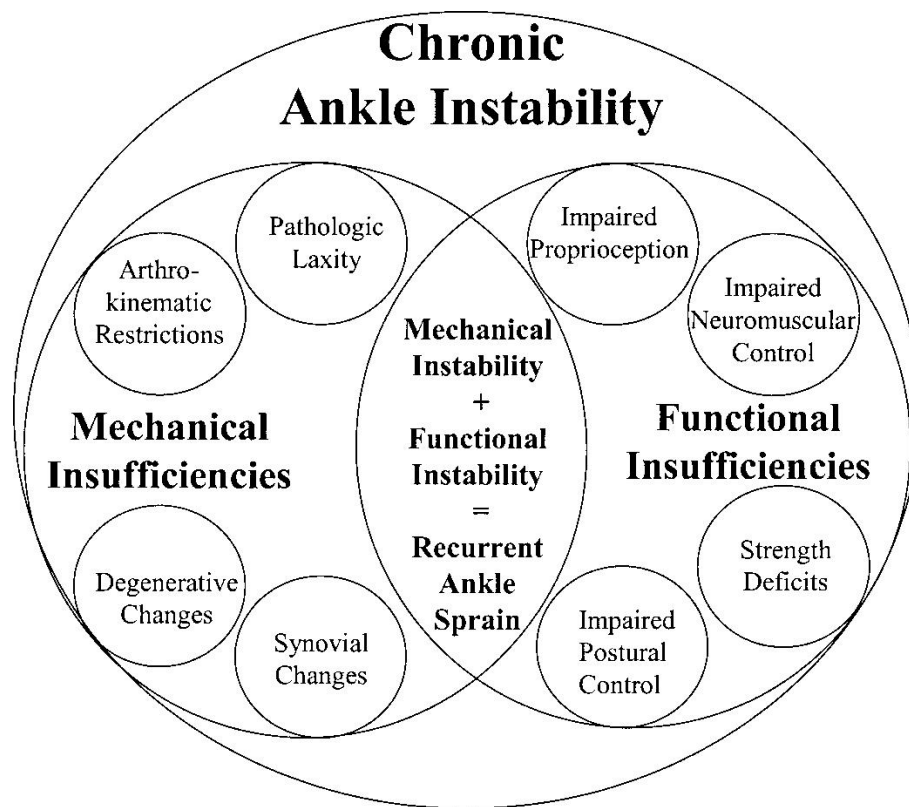 Chronic
Ankle Instability
Pathologic
Laxity
Arthro-
kinematic
Restrictions
Mechanical
Insufficiencies
Degenerative
Changes
Synovial
Changes
Mechanical
Instability
+
Functional
Instability
=
Recurrent
Ankle
Sprain
Impaired
Proprioception
Impaired
Neuromuscular
Control
Functional
Insufficiencies
Strength
Deficits
Impaired
Postural
Control